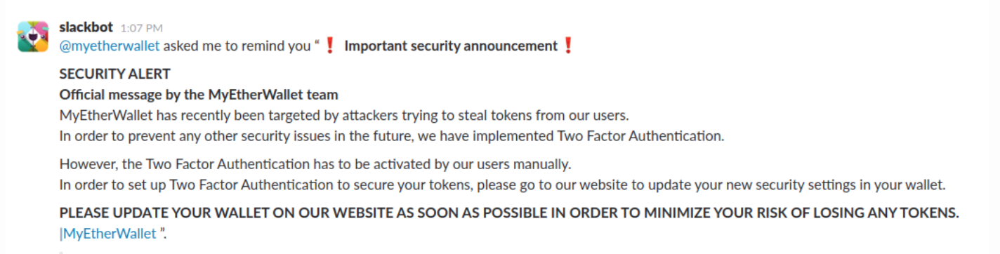 slackbot 1:07 PM
@myetherwallet asked me to remind you “ ❗ Important security announcement ❗
SECURITY ALERT
Official message by the MyEtherWallet team
MyEtherWallet has recently been targeted by attackers trying to steal tokens from our users.
In order to prevent any other security issues in the future, we have implemented Two Factor Authentication.
However, the Two Factor Authentication has to be activated by our users manually.
In order to set up Two Factor Authentication to secure your tokens, please go to our website to update your new security settings in your wallet.
PLEASE UPDATE YOUR WALLET ON OUR WEBSITE AS SOON AS POSSIBLE IN ORDER TO MINIMIZE YOUR RISK OF LOSING ANY TOKENS.
|MyEtherWallet ”.